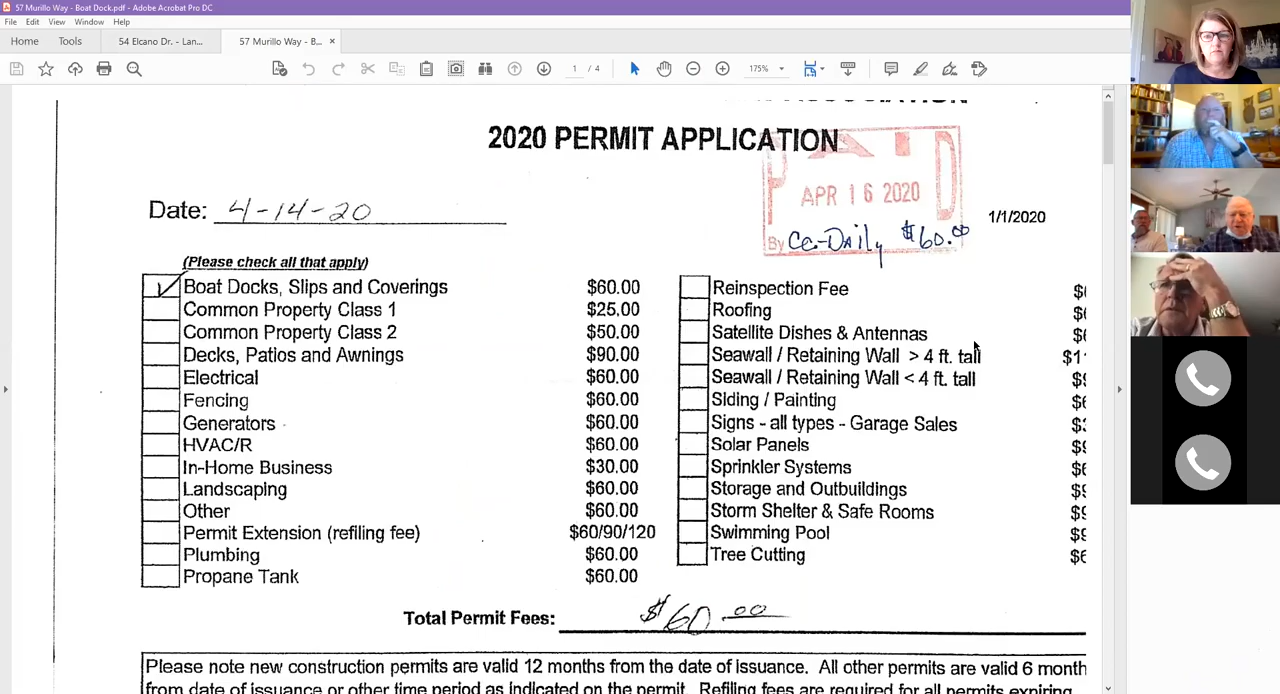 57 Murillo Way - Boat Dock.pdf - Adobe Acrobat Pro DC
File Edit View Window Help
Home Tools 54 Elcano Dr. - Lan... 57 Murillo Way - B... ×
1 / 4 175%
ASSOCIATION
2020 PERMIT APPLICATION
PAID
Date: 4-14-20
APR 16 2020
1/1/2020
By CC-Daily $60.00
(Please check all that apply)
Boat Docks, Slips and Coverings $60.00 Reinspection Fee
Common Property Class 1 $25.00 Roofing
Common Property Class 2 $50.00 Satellite Dishes & Antennas
Decks, Patios and Awnings $90.00 Seawall / Retaining Wall > 4 ft. tall $1
Electrical $60.00 Seawall / Retaining Wall < 4 ft. tall
Fencing $60.00 Siding / Painting
Generators $60.00 Signs - all types - Garage Sales
HVAC/R $60.00 Solar Panels
In-Home Business $30.00 Sprinkler Systems
Landscaping $60.00 Storage and Outbuildings
Other $60.00 Storm Shelter & Safe Rooms
Permit Extension (refiling fee) $60/90/120 Swimming Pool
Plumbing $60.00 Tree Cutting
Propane Tank $60.00
Total Permit Fees: $60.00
Please note new construction permits are valid 12 months from the date of issuance. All other permits are valid 6 month
from date of issuance or other time period as indicated on the permit. Refiling fees are required for all permits expiring